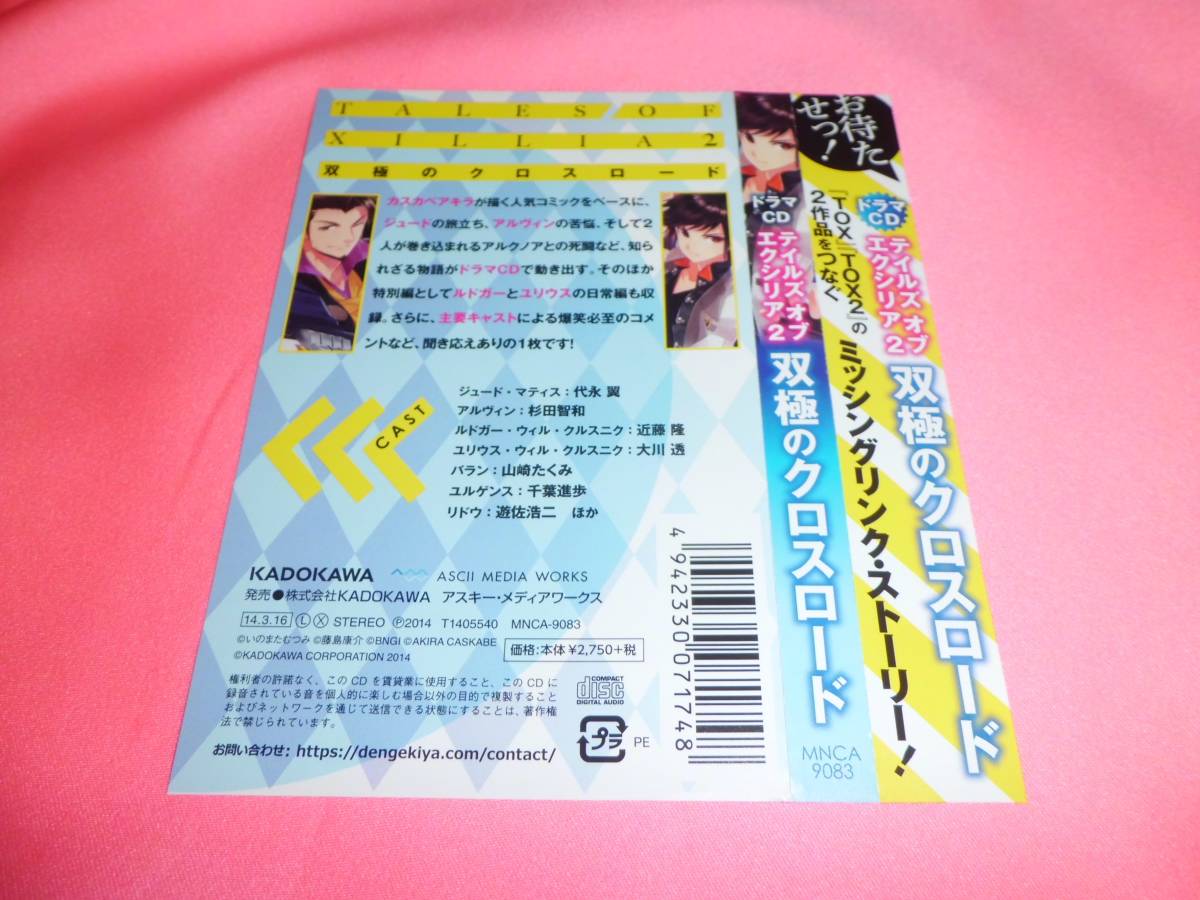 TALES OF
XILLIA 2
双極のクロスロード
カスカベアキラが描く人気コミックをベースに、
ジュードの旅立ち、アルヴィンの苦悩、そして2
人が巻き込まれるアルクノアとの死闘など、知ら
れざる物語がドラマCDで動き出す。そのほか
特別編としてルドガーとユリウスの日常編も収
録。さらに、主要キャストによる爆笑必至のコメ
ントなど、聞き応えありの1枚です!
CAST
ジュード・マティス:代永 翼
アルヴィン:杉田智和
ルドガー・ウィル・クルスニク:近藤 隆
ユリウス・ウィル・クルスニク:大川 透
バラン:山崎たくみ
ユルゲンス:千葉進歩
リドウ:遊佐浩二 ほか
KADOKAWA ASCII MEDIA WORKS
発売●株式会社KADOKAWA アスキー・メディアワークス
14.3.16 Ⓛ Ⓧ STEREO ℗2014 T1405540 MNCA-9083
©いのまたむつみ ©藤島康介 ©BNGI ©AKIRA CASKABE
©KADOKAWA CORPORATION 2014
価格:本体¥2,750+税
権利者の許諾なく、このCDを賃貸業に使用すること、このCDに
録音されている音を個人的に楽しむ場合以外の目的で複製すること
およびネットワークを通じて送信できる状態にすることは、著作権
法で禁じられています。
お問い合わせ: https://dengekiya.com/contact/
COMPACT
disc
DIGITAL AUDIO
プラ
PE
4942330071748
ドラマ
CD
テイルズ オブ
エクシリア2
双極のクロスロード
MNCA
9083
お待た
せっ!
『TOX』『TOX2』の
2作品をつなぐ
ミッシングリンク・ストーリー!
ドラマ
CD
テイルズ オブ
エクシリア2
双極のクロスロード